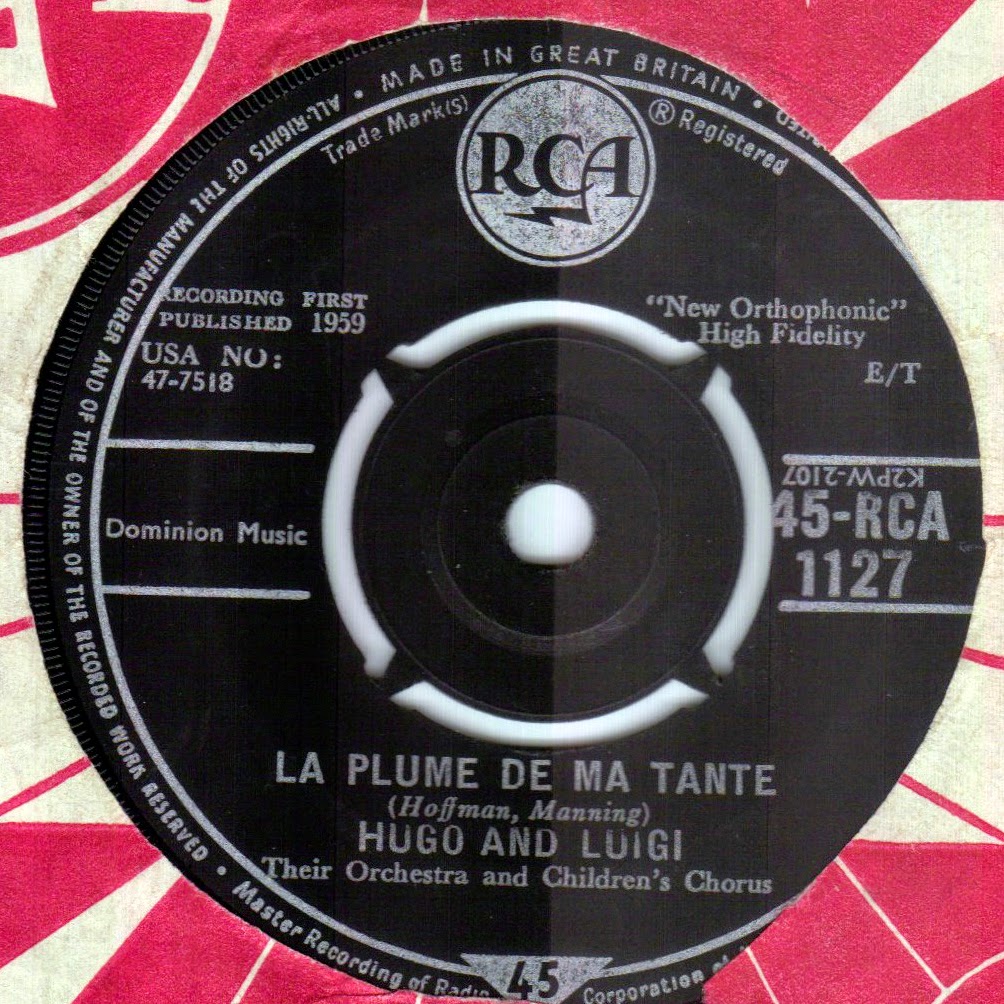 MADE IN GREAT BRITAIN •
Trade Mark(s)
RCA
® Registered
RECORDING FIRST
PUBLISHED 1959
USA NO:
47-7518
"New Orthophonic"
High Fidelity
E/T
Dominion Music
K2PW-2107
45-RCA
1127
LA PLUME DE MA TANTE
(Hoffman, Manning)
HUGO AND LUIGI
Their Orchestra and Children's Chorus
• ALL-RIGHTS OF THE MANUFACTURER AND OF THE OWNER OF THE RECORDED WORK RESERVED •
Master Recording of Radio
45
Corporation of